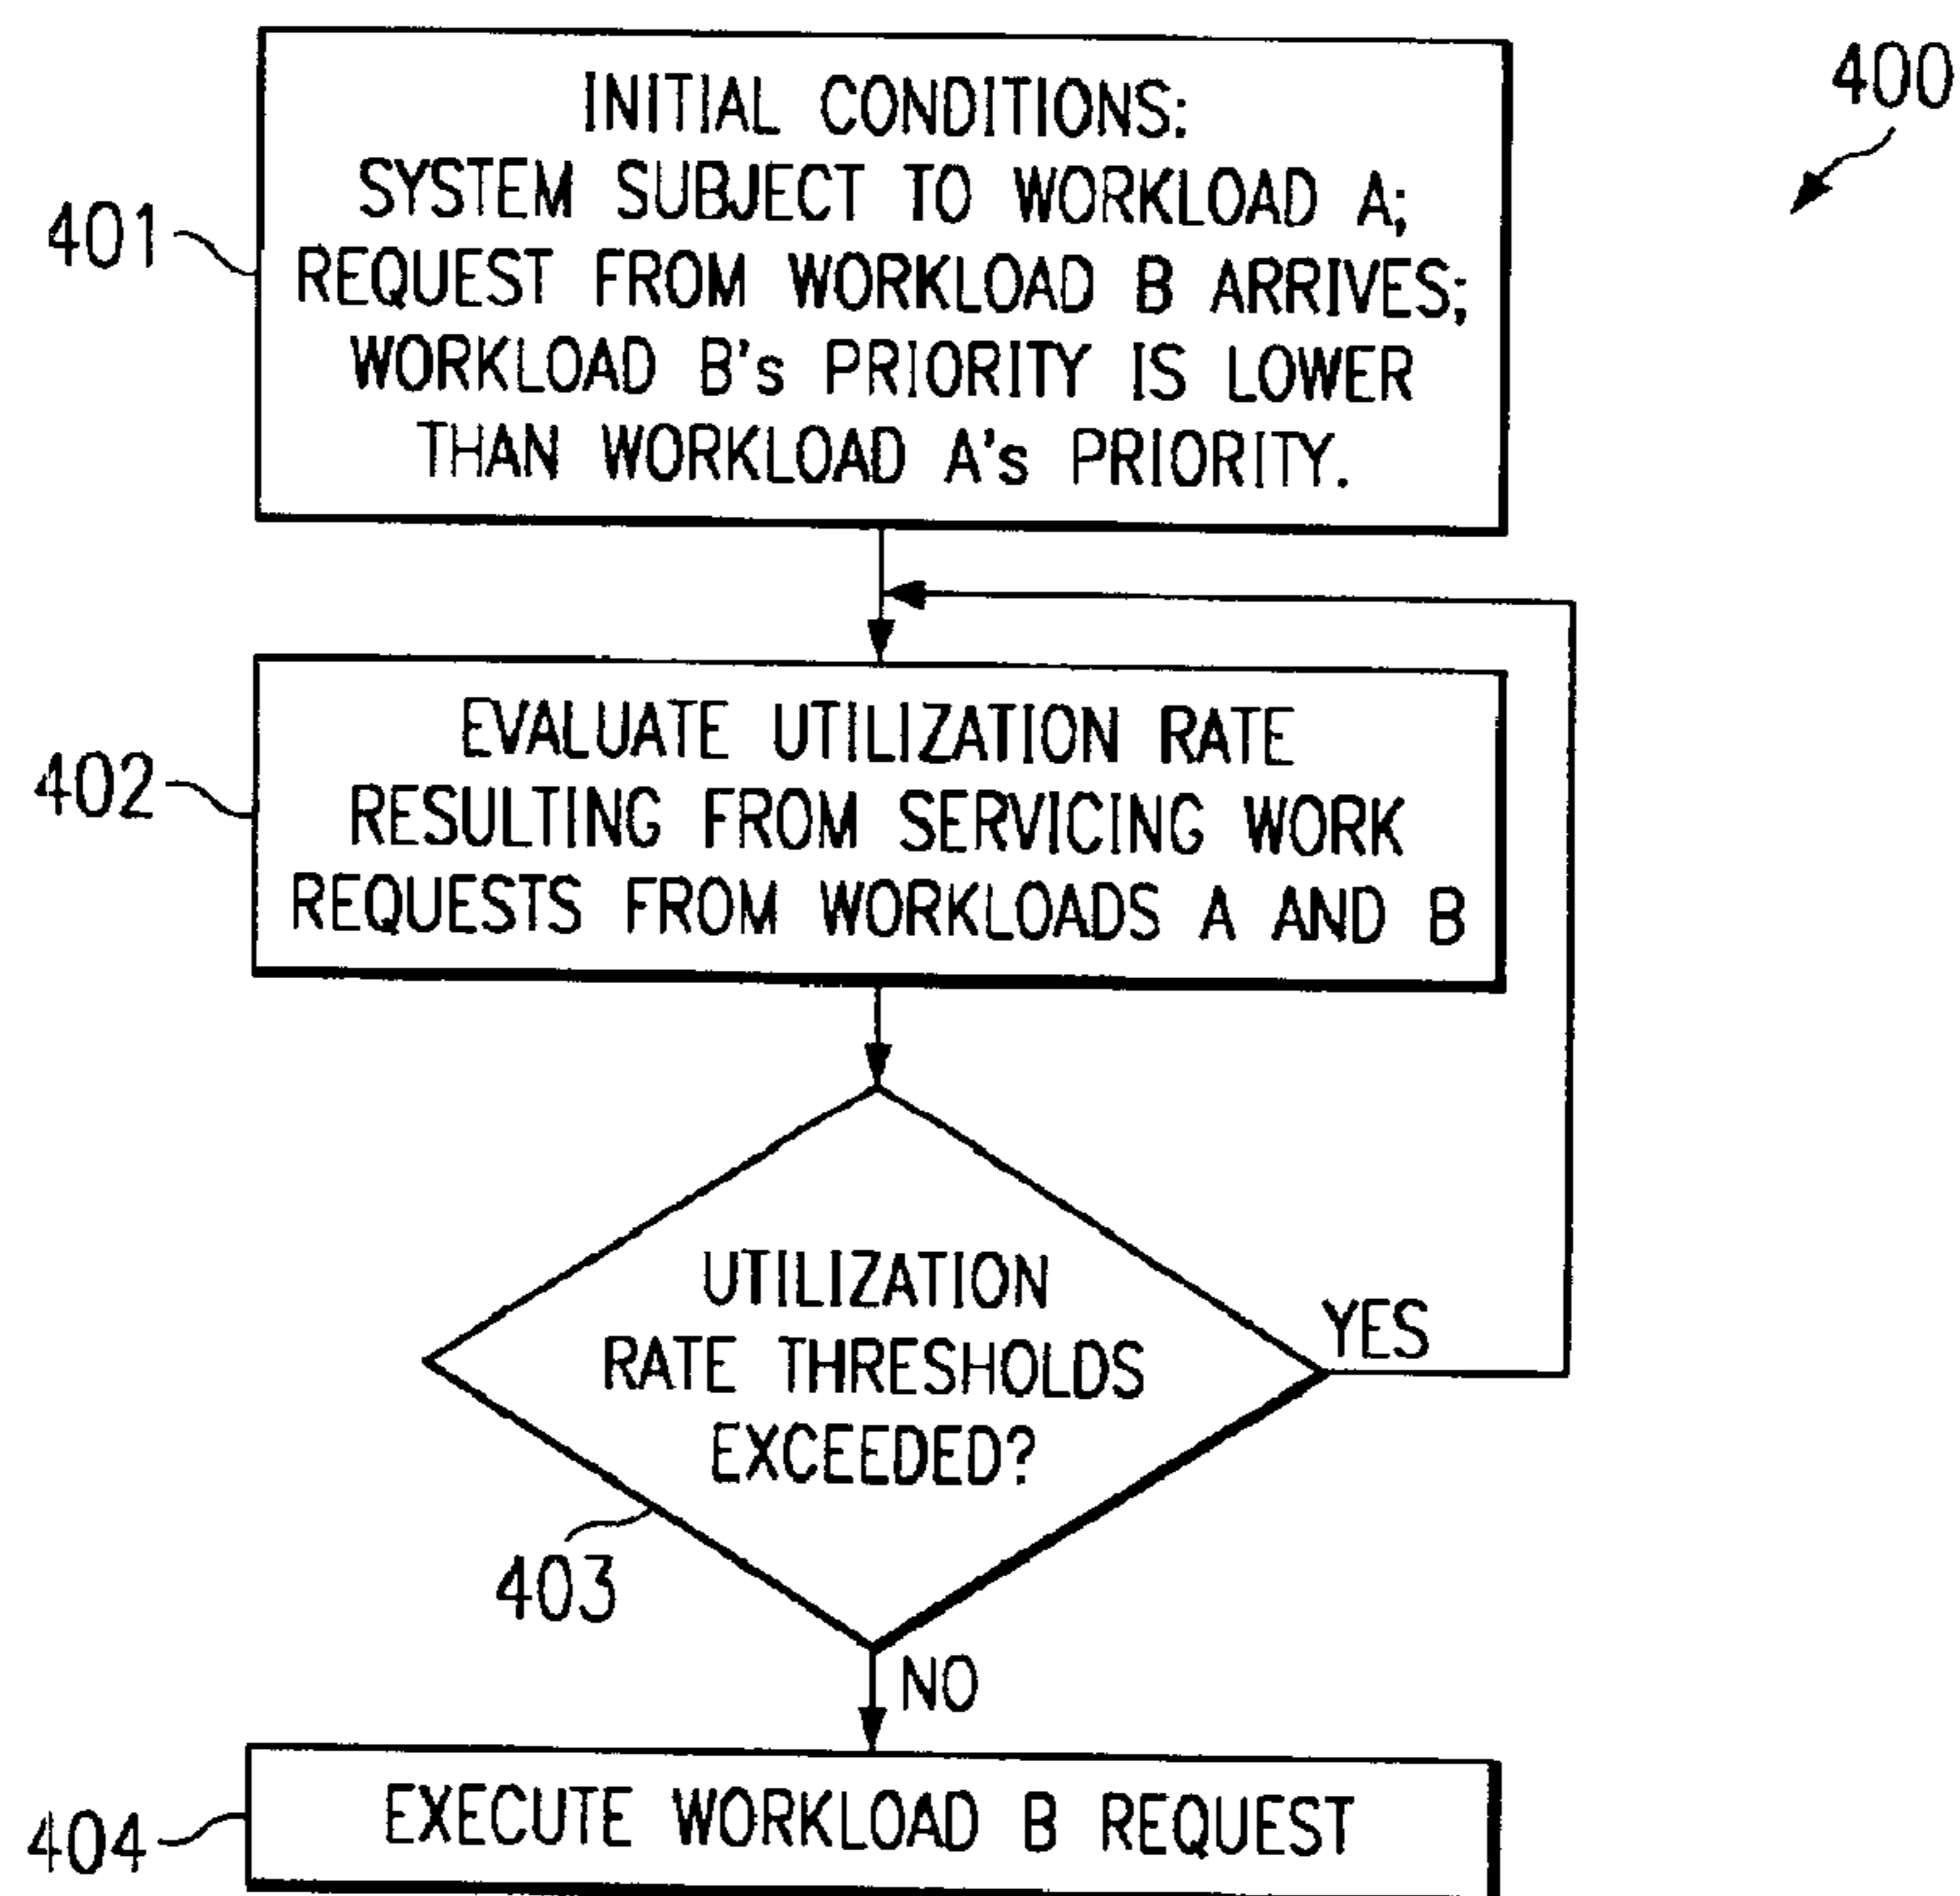 400
401
INITIAL CONDITIONS:
SYSTEM SUBJECT TO WORKLOAD A;
REQUEST FROM WORKLOAD B ARRIVES;
WORKLOAD B's PRIORITY IS LOWER
THAN WORKLOAD A's PRIORITY.
402
EVALUATE UTILIZATION RATE
RESULTING FROM SERVICING WORK
REQUESTS FROM WORKLOADS A AND B
UTILIZATION
RATE THRESHOLDS
EXCEEDED?
YES
403
NO
404
EXECUTE WORKLOAD B REQUEST